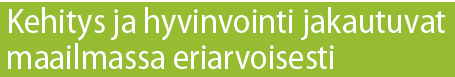 Kehitys ja hyvinvointi jakautuvat
maailmassa eriarvoisesti